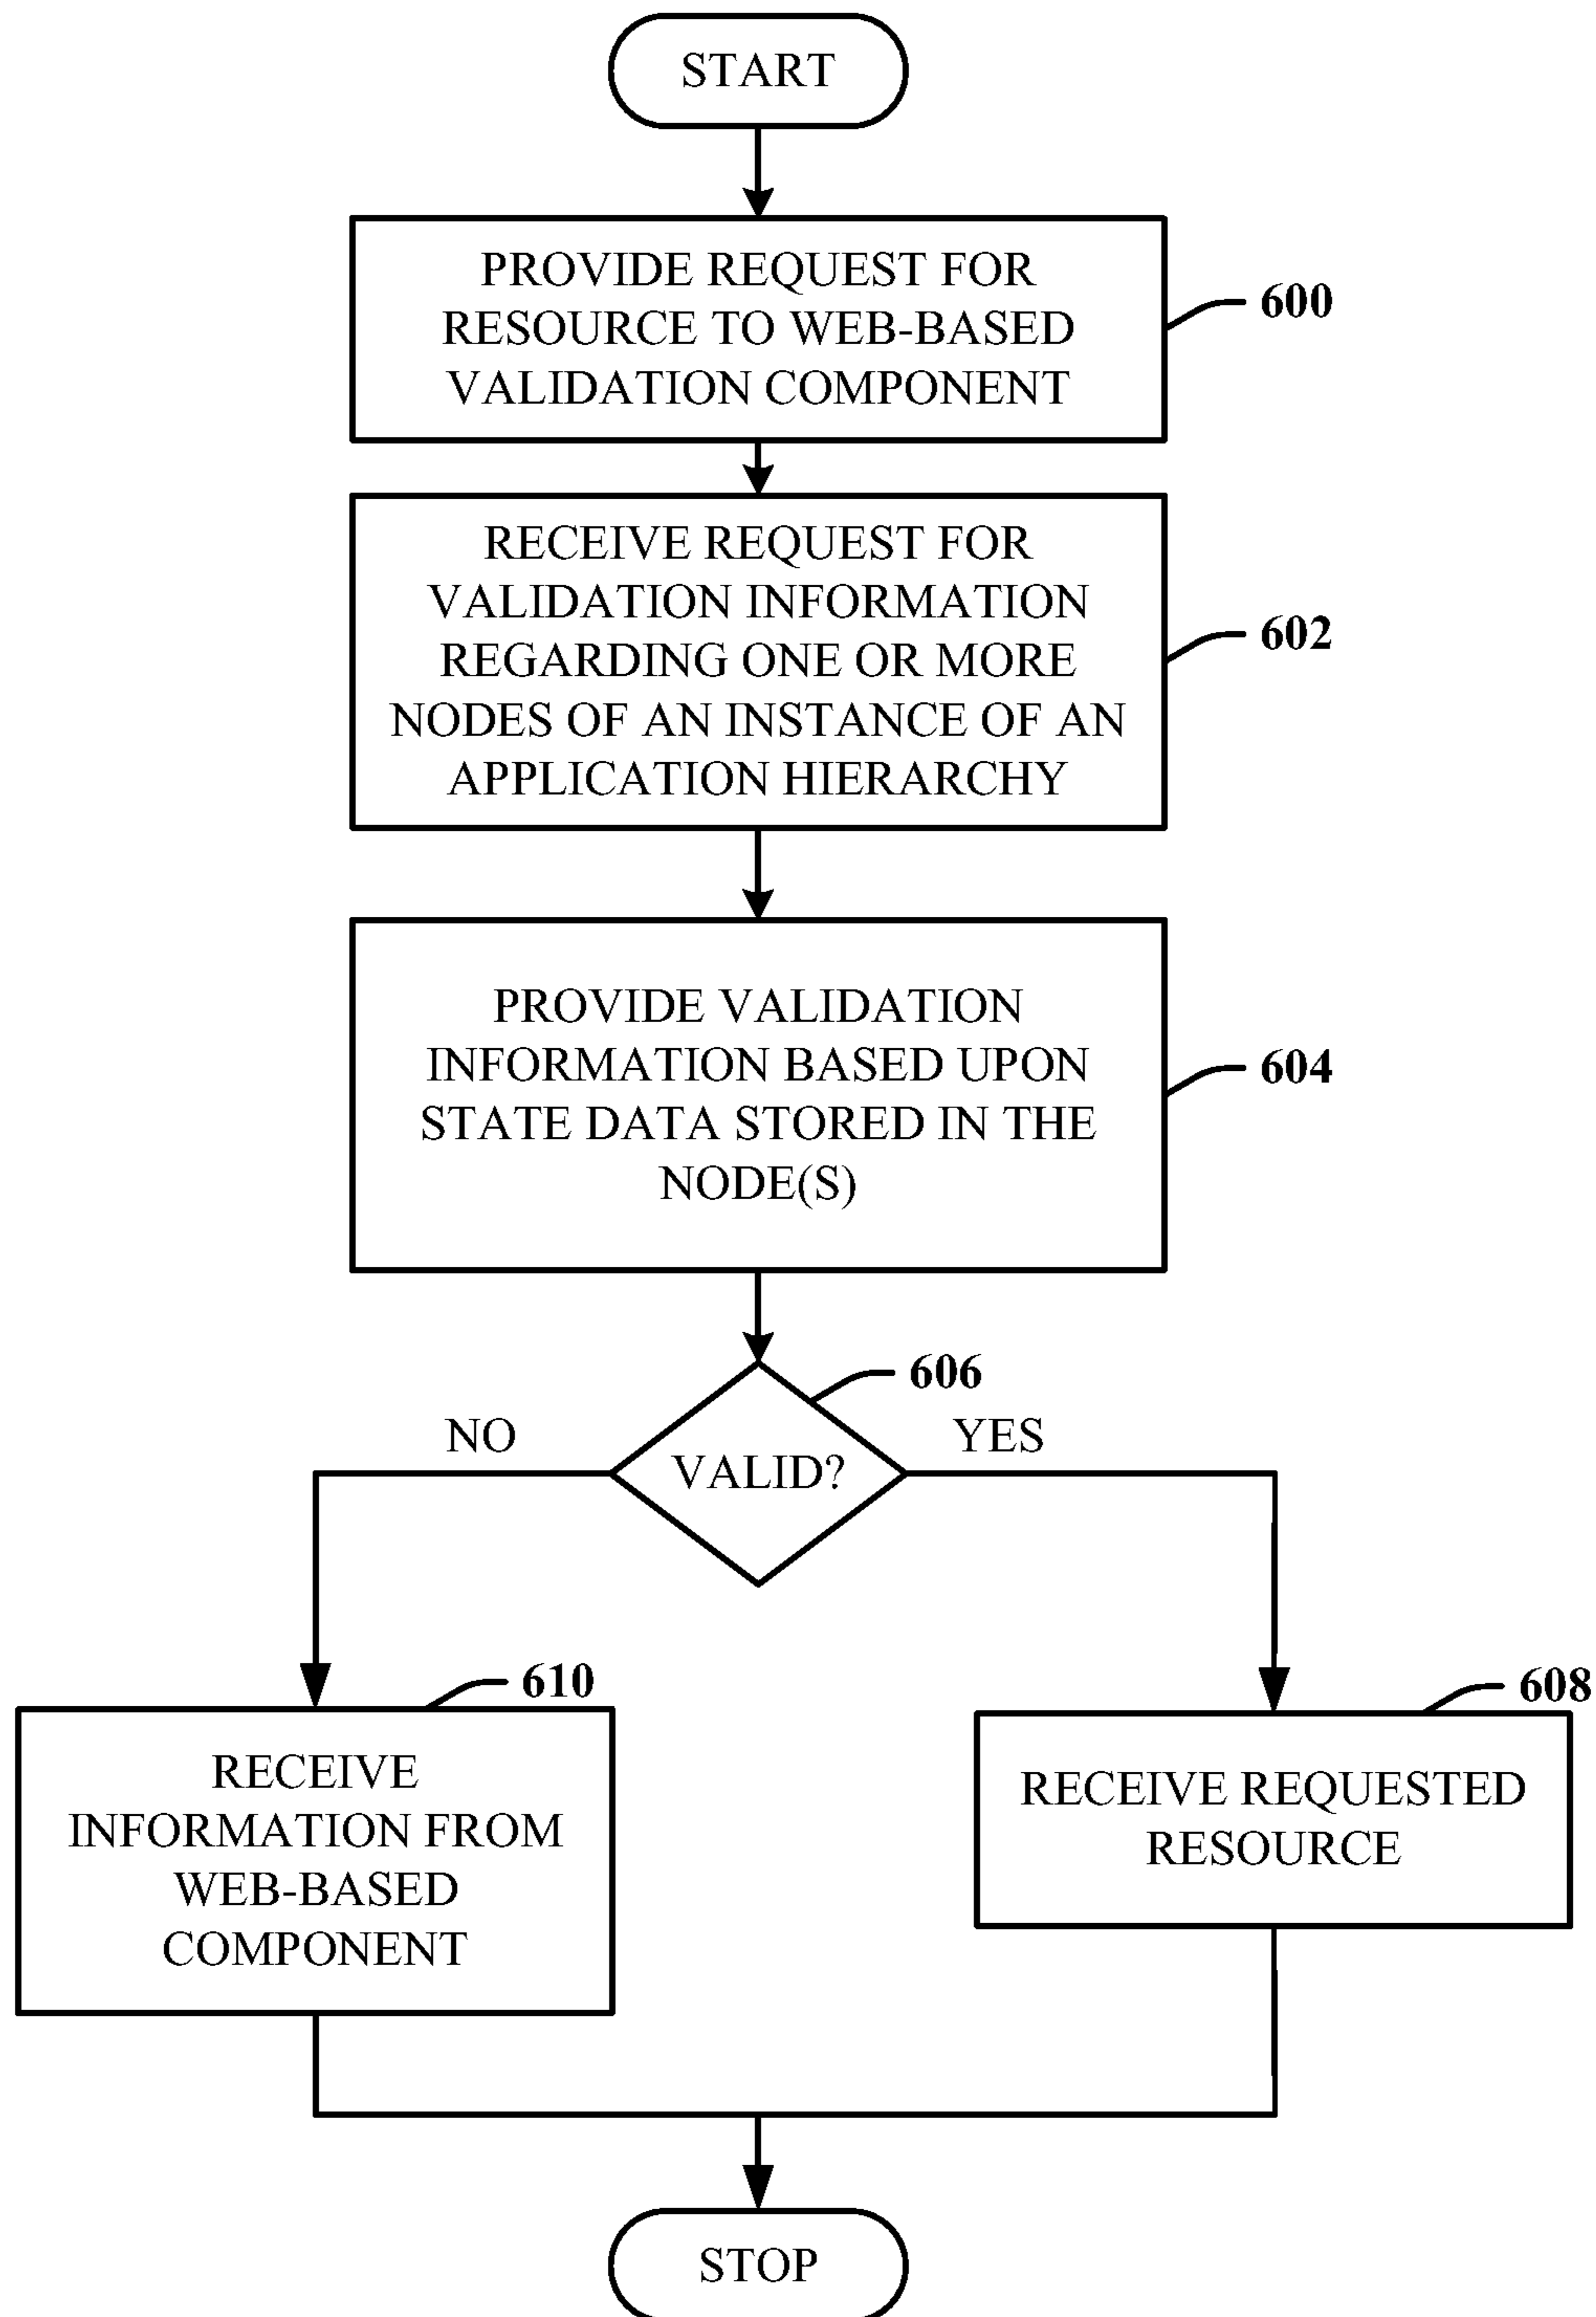 START
PROVIDE REQUEST FOR
RESOURCE TO WEB-BASED
VALIDATION COMPONENT
600
RECEIVE REQUEST FOR
VALIDATION INFORMATION
REGARDING ONE OR MORE
NODES OF AN INSTANCE OF AN
APPLICATION HIERARCHY
602
PROVIDE VALIDATION
INFORMATION BASED UPON
STATE DATA STORED IN THE
NODE(S)
604
606
NO
YES
VALID?
610
RECEIVE
INFORMATION FROM
WEB-BASED
COMPONENT
608
RECEIVE REQUESTED
RESOURCE
STOP